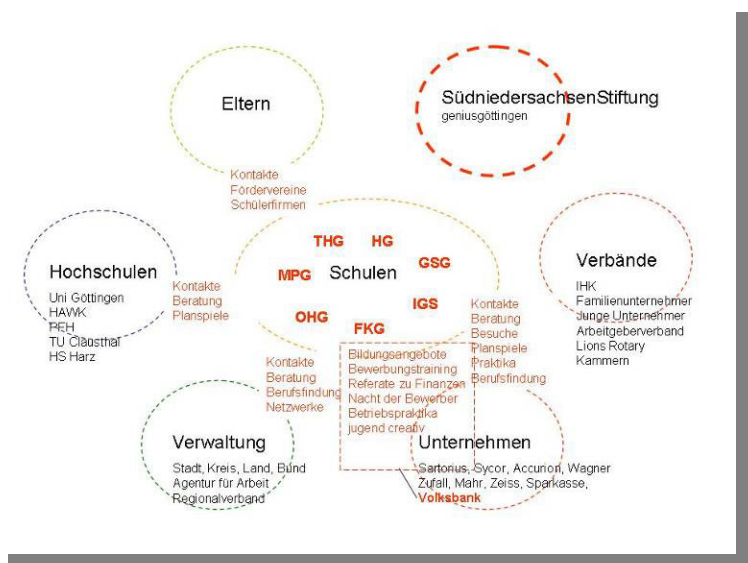 Eltern
SüdniedersachsenStiftung
geniusgöttingen
Kontakte
Fördervereine
Schülerfirmen
THG
HG
GSG
MPG
Schulen
IGS
OHG
FKG
Hochschulen
Uni Göttingen
HAWK
PEH
TU Clausthal
HS Harz
Kontakte
Beratung
Planspiele
Verbände
IHK
Familienunternehmer
Junge Unternehmer
Arbeitgeberverband
Lions Rotary
Kammern
Kontakte
Beratung
Besuche
Planspiele
Praktika
Berufsfindung
Kontakte
Beratung
Berufsfindung
Netzwerke
Bildungsangebote
Bewerbungstraining
Referate zu Finanzen
Nacht der Bewerber
Betriebspraktika
jugend creativ
Verwaltung
Stadt, Kreis, Land, Bund
Agentur für Arbeit
Regionalverband
Unternehmen
Sartorius, Sycor, Accurion, Wagner
Zufall, Mahr, Zeiss, Sparkasse,
Volksbank